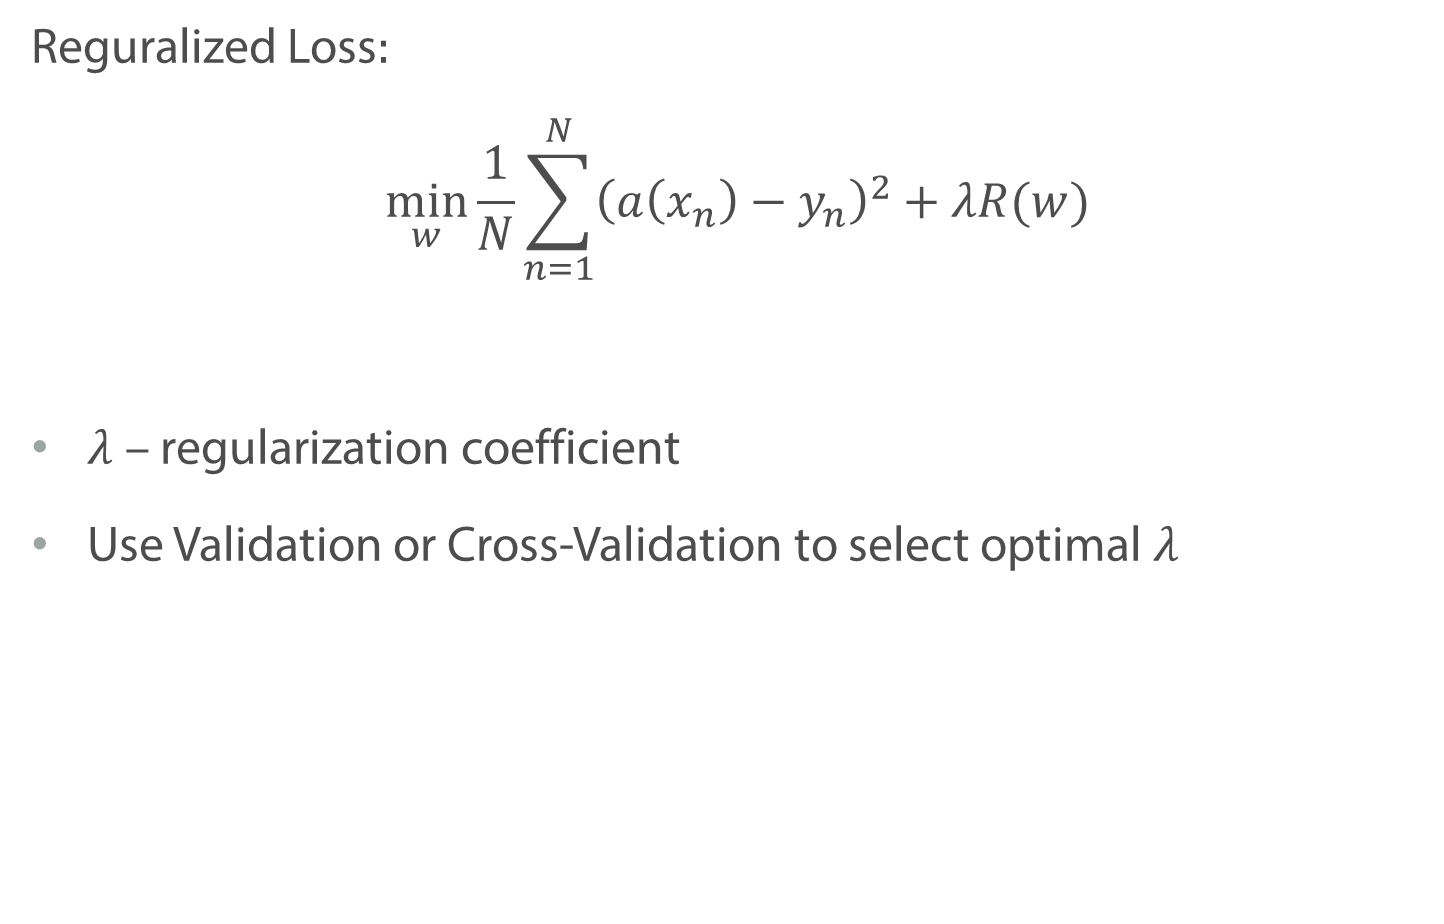 Reguralized Loss:
min_w 1/N ∑_{n=1}^{N} (a(x_n) − y_n)^2 + λR(w)
• λ – regularization coefficient
• Use Validation or Cross-Validation to select optimal λ